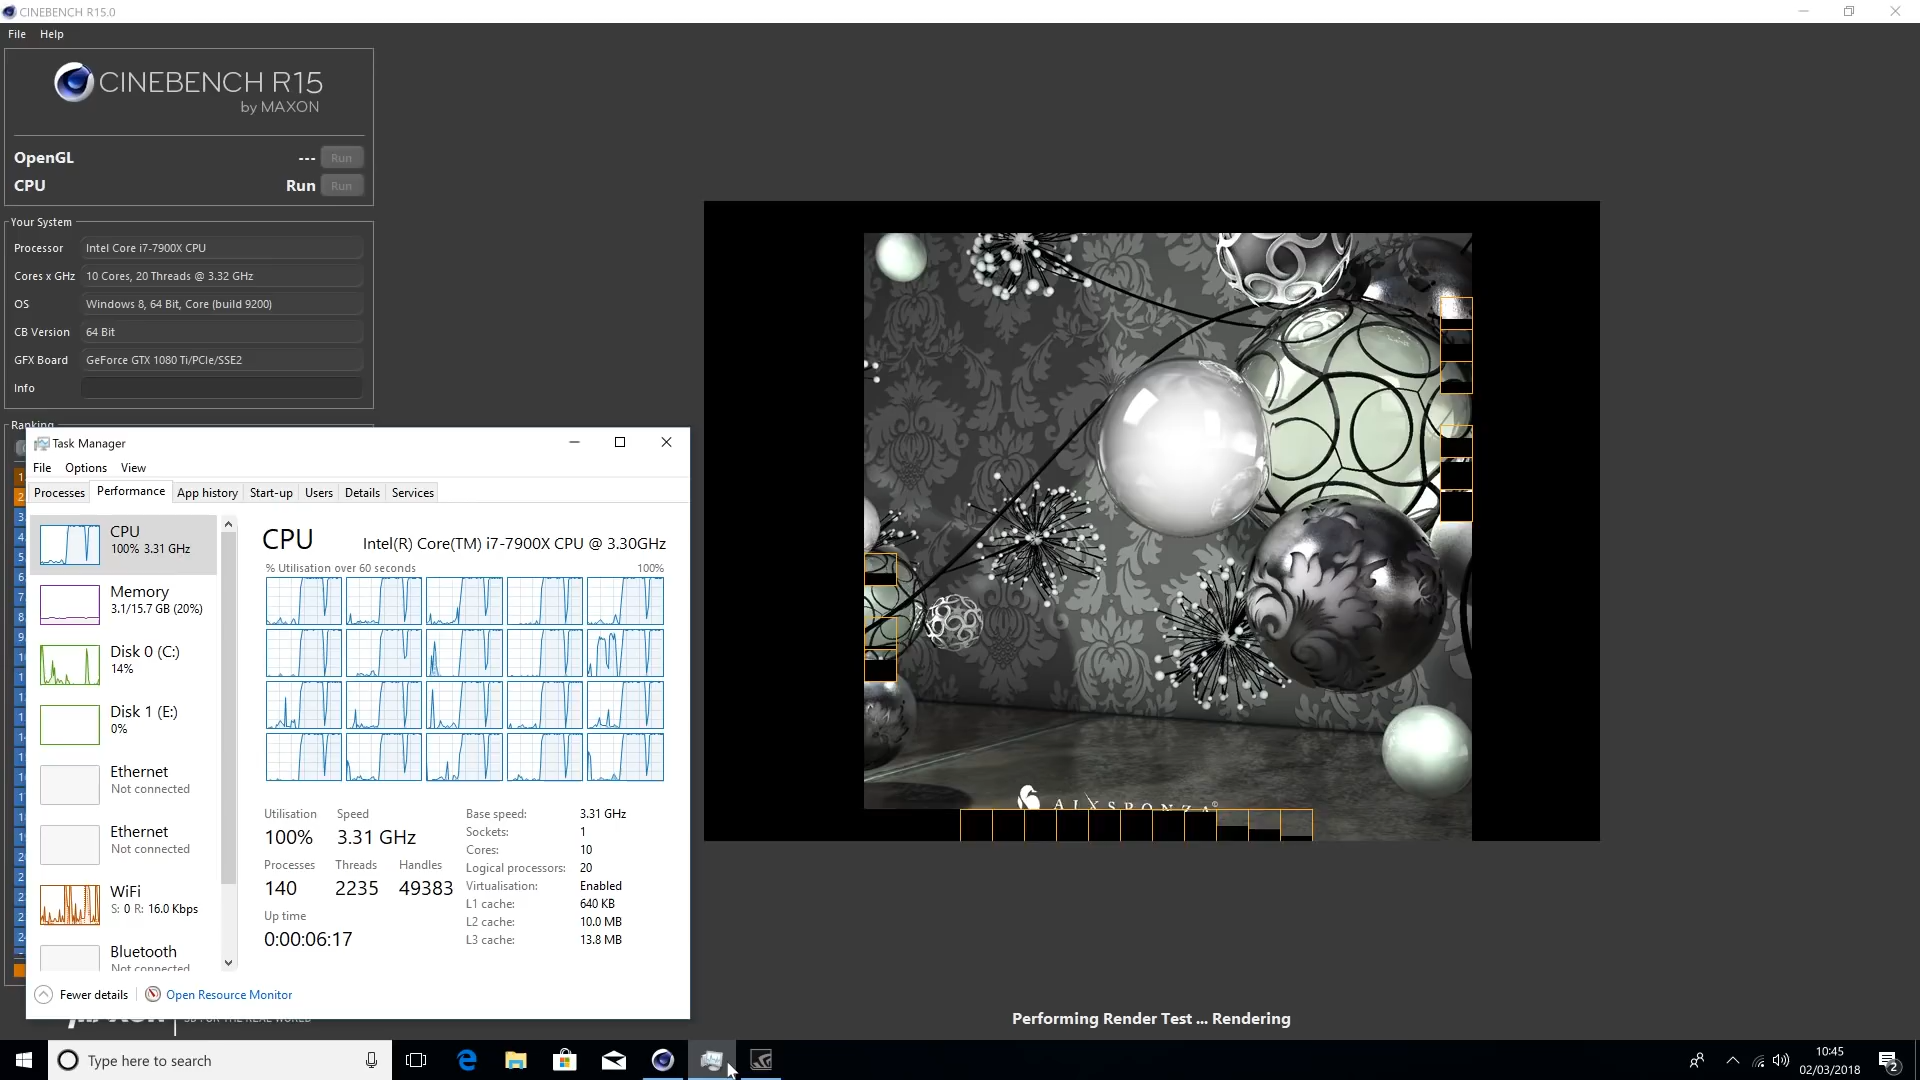 CINEBENCH R15.0
File Help
CINEBENCH R15
by MAXON
OpenGL --- Run
CPU Run Run
Your System
Processor Intel Core i7-7900X CPU
Cores x GHz 10 Cores, 20 Threads @ 3.32 GHz
OS Windows 8, 64 Bit, Core (build 9200)
CB Version 64 Bit
GFX Board GeForce GTX 1080 Ti/PCIe/SSE2
Info
Ranking
Task Manager
File Options View
Processes Performance App history Start-up Users Details Services
CPU
100% 3.31 GHz
Memory
3.1/15.7 GB (20%)
Disk 0 (C:)
14%
Disk 1 (E:)
0%
Ethernet
Not connected
Ethernet
Not connected
WiFi
S: 0 R: 16.0 Kbps
Bluetooth
Not connected
CPU Intel(R) Core(TM) i7-7900X CPU @ 3.30GHz
% Utilisation over 60 seconds 100%
Utilisation Speed
100% 3.31 GHz
Processes Threads Handles
140 2235 49383
Up time
0:00:06:17
Base speed: 3.31 GHz
Sockets: 1
Cores: 10
Logical processors: 20
Virtualisation: Enabled
L1 cache: 640 KB
L2 cache: 10.0 MB
L3 cache: 13.8 MB
Fewer details Open Resource Monitor
AIXSPONZA®
Performing Render Test ... Rendering
Type here to search
10:45
02/03/2018
2